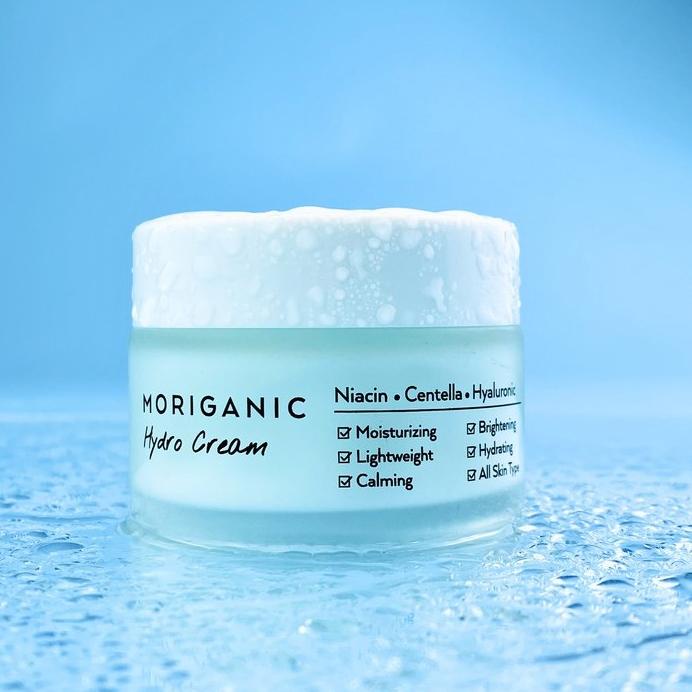 MORIGANIC
Hydro Cream
Niacin • Centella • Hyaluronic
☑ Moisturizing
☑ Lightweight
☑ Calming
☑ Brightening
☑ Hydrating
☑ All Skin Type